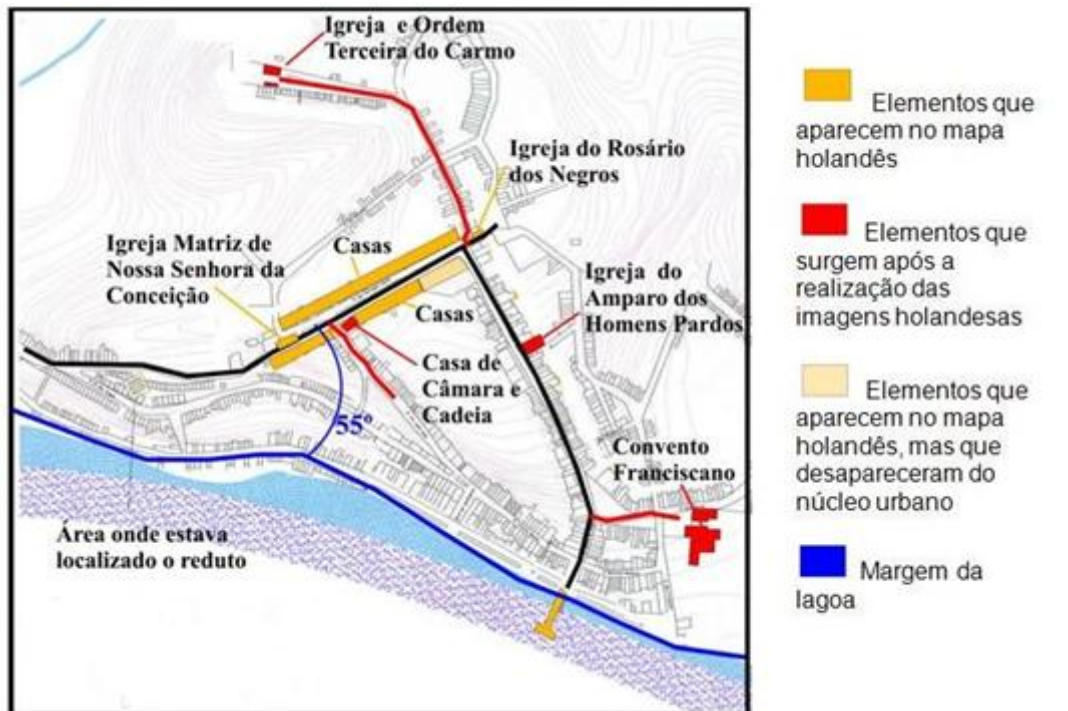 Igreja e Ordem
Terceira do Carmo
Igreja do Rosário
dos Negros
Igreja Matriz de
Nossa Senhora da
Conceição
Casas
Igreja do
Amparo dos
Homens Pardos
Casas
Casa de
Câmara e
Cadeia
55º
Convento
Franciscano
Área onde estava
localizado o reduto
Elementos que
aparecem no mapa
holandês
Elementos que
surgem após a
realização das
imagens holandesas
Elementos que
aparecem no mapa
holandês, mas que
desapareceram do
núcleo urbano
Margem da
lagoa